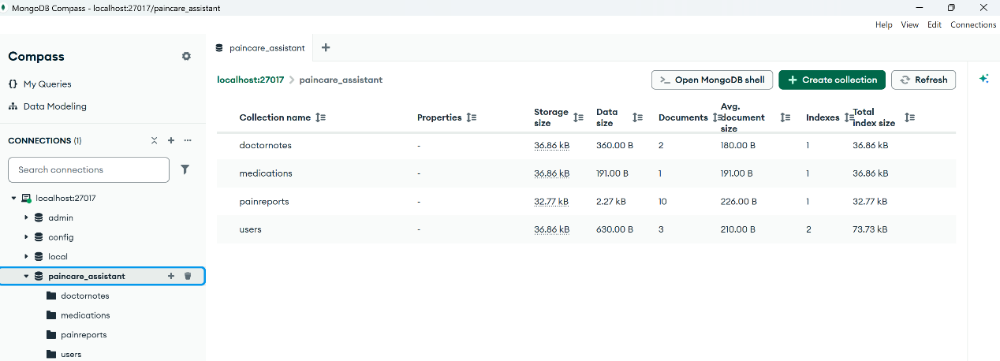 MongoDB Compass - localhost:27017/paincare_assistant
Help View Edit Connections
Compass
My Queries
Data Modeling
CONNECTIONS (1)
Search connections
localhost:27017
admin
config
local
paincare_assistant
doctornotes
medications
painreports
users
paincare_assistant
localhost:27017 > paincare_assistant
>_ Open MongoDB shell + Create collection Refresh
Collection name Properties Storage size Data size Documents Avg. document size Indexes Total index size
doctornotes - 36.86 kB 360.00 B 2 180.00 B 1 36.86 kB
medications - 36.86 kB 191.00 B 1 191.00 B 1 36.86 kB
painreports - 32.77 kB 2.27 kB 10 226.00 B 1 32.77 kB
users - 36.86 kB 630.00 B 3 210.00 B 2 73.73 kB